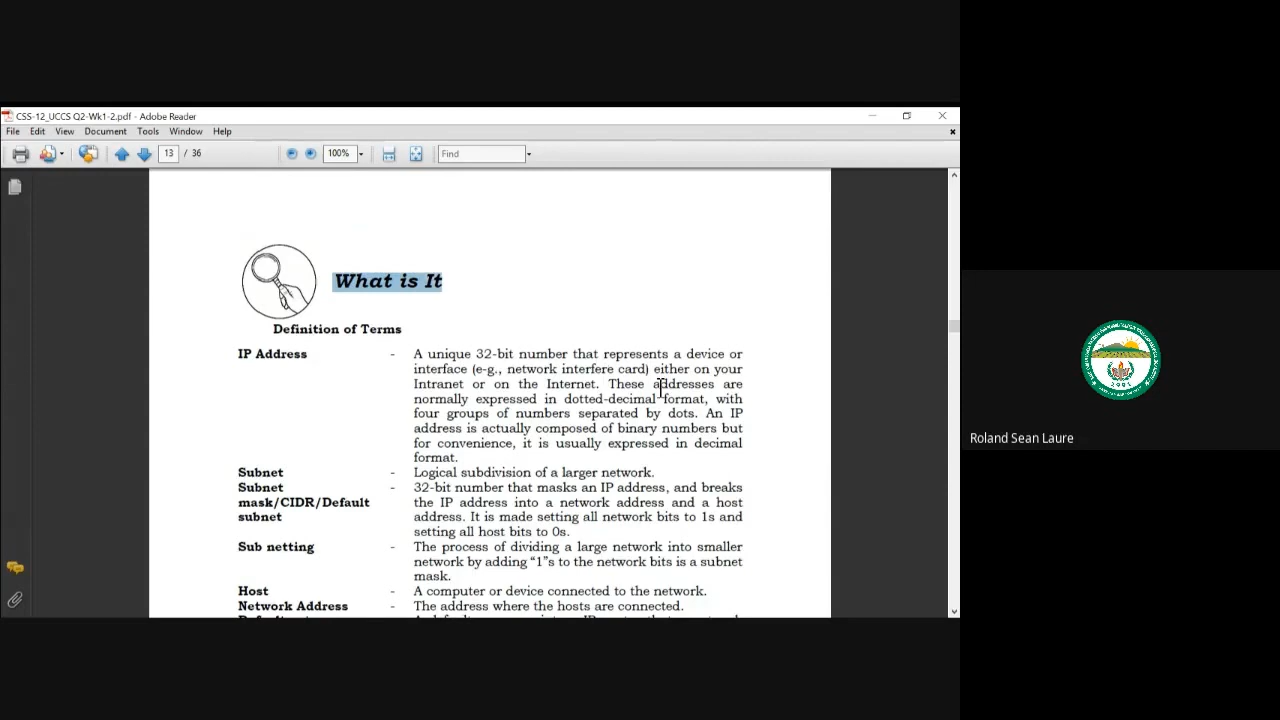 CSS-12_UCCS Q2-Wk1-2.pdf - Adobe Reader
File Edit View Document Tools Window Help
13 / 36 100% Find
What is It
Definition of Terms
IP Address - A unique 32-bit number that represents a device or
interface (e.g., network interfere card) either on your
Intranet or on the Internet. These addresses are
normally expressed in dotted-decimal format, with
four groups of numbers separated by dots. An IP
address is actually composed of binary numbers but
for convenience, it is usually expressed in decimal
format.
Subnet - Logical subdivision of a larger network.
Subnet - 32-bit number that masks an IP address, and breaks
mask/CIDR/Default the IP address into a network address and a host
subnet address. It is made setting all network bits to 1s and
setting all host bits to 0s.
Sub netting - The process of dividing a large network into smaller
network by adding “1”s to the network bits is a subnet
mask.
Host - A computer or device connected to the network.
Network Address - The address where the hosts are connected.
2001
Roland Sean Laure